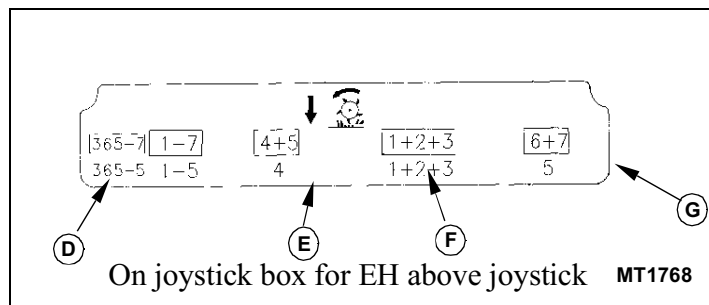 365-7 1-7 4+5 1+2+3 6+7
365-5 1-5 4 1+2+3 5
D E F G
On joystick box for EH above joystick MT1768